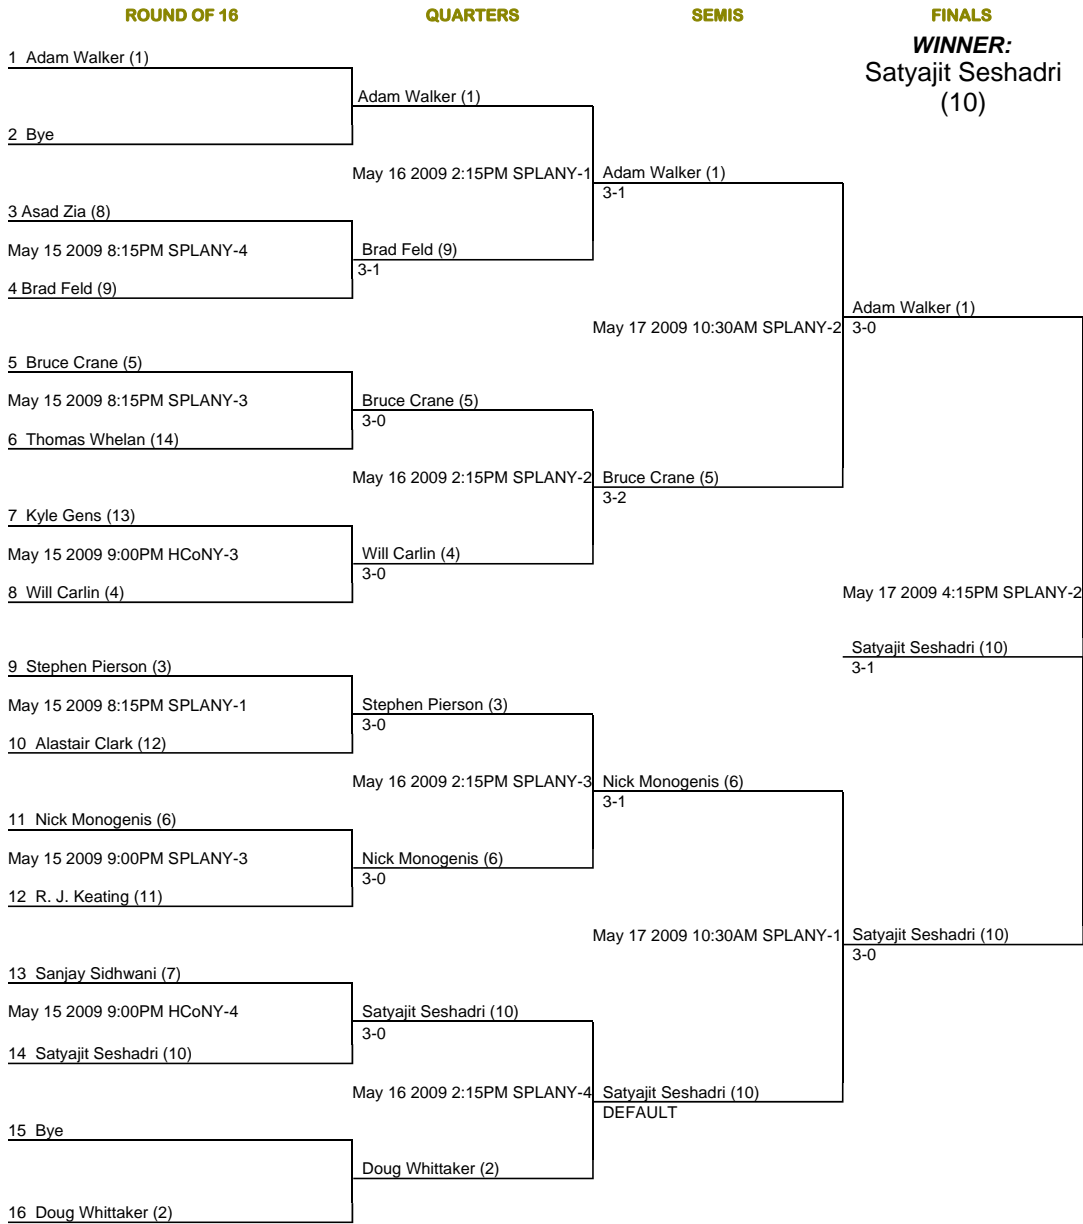 ROUND OF 16
QUARTERS
SEMIS
FINALS
WINNER:
Satyajit Seshadri
(10)
1 Adam Walker (1)
Adam Walker (1)
2 Bye
May 16 2009 2:15PM SPLANY-1
Adam Walker (1)
3-1
3 Asad Zia (8)
May 15 2009 8:15PM SPLANY-4
Brad Feld (9)
3-1
4 Brad Feld (9)
May 17 2009 10:30AM SPLANY-2
Adam Walker (1)
3-0
5 Bruce Crane (5)
May 15 2009 8:15PM SPLANY-3
Bruce Crane (5)
3-0
6 Thomas Whelan (14)
May 16 2009 2:15PM SPLANY-2
Bruce Crane (5)
3-2
7 Kyle Gens (13)
May 15 2009 9:00PM HCoNY-3
Will Carlin (4)
3-0
8 Will Carlin (4)
May 17 2009 4:15PM SPLANY-2
Satyajit Seshadri (10)
3-1
9 Stephen Pierson (3)
May 15 2009 8:15PM SPLANY-1
Stephen Pierson (3)
3-0
10 Alastair Clark (12)
May 16 2009 2:15PM SPLANY-3
Nick Monogenis (6)
3-1
11 Nick Monogenis (6)
May 15 2009 9:00PM SPLANY-3
Nick Monogenis (6)
3-0
12 R. J. Keating (11)
May 17 2009 10:30AM SPLANY-1
Satyajit Seshadri (10)
3-0
13 Sanjay Sidhwani (7)
May 15 2009 9:00PM HCoNY-4
Satyajit Seshadri (10)
3-0
14 Satyajit Seshadri (10)
May 16 2009 2:15PM SPLANY-4
Satyajit Seshadri (10)
DEFAULT
15 Bye
Doug Whittaker (2)
16 Doug Whittaker (2)